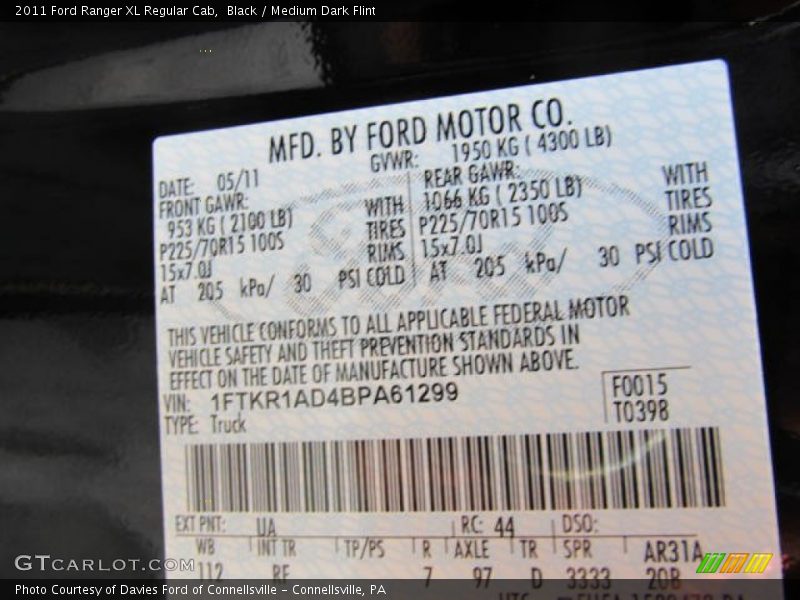 2011 Ford Ranger XL Regular Cab,  Black / Medium Dark Flint
MFD. BY FORD MOTOR CO.
DATE: 05/11 GVWR: 1950 KG ( 4300 LB)
FRONT GAWR: REAR GAWR:
953 KG ( 2100 LB) WITH 1066 KG ( 2350 LB) WITH
P225/70R15 100S TIRES P225/70R15 100S TIRES
15x7.0J RIMS 15x7.0J RIMS
AT 205 kPa/ 30 PSI COLD AT 205 kPa/ 30 PSI COLD
THIS VEHICLE CONFORMS TO ALL APPLICABLE FEDERAL MOTOR
VEHICLE SAFETY AND THEFT PREVENTION STANDARDS IN
EFFECT ON THE DATE OF MANUFACTURE SHOWN ABOVE.
VIN: 1FTKR1AD4BPA61299 F0015
TYPE: Truck T0398
EXT PNT: UA RC: 44 DSO:
WB INT TR TP/PS R AXLE TR SPR AR31A
112 RF 7 97 D 3333 20B
GTCARLOT.COM
Photo Courtesy of Davies Ford of Connellsville - Connellsville, PA